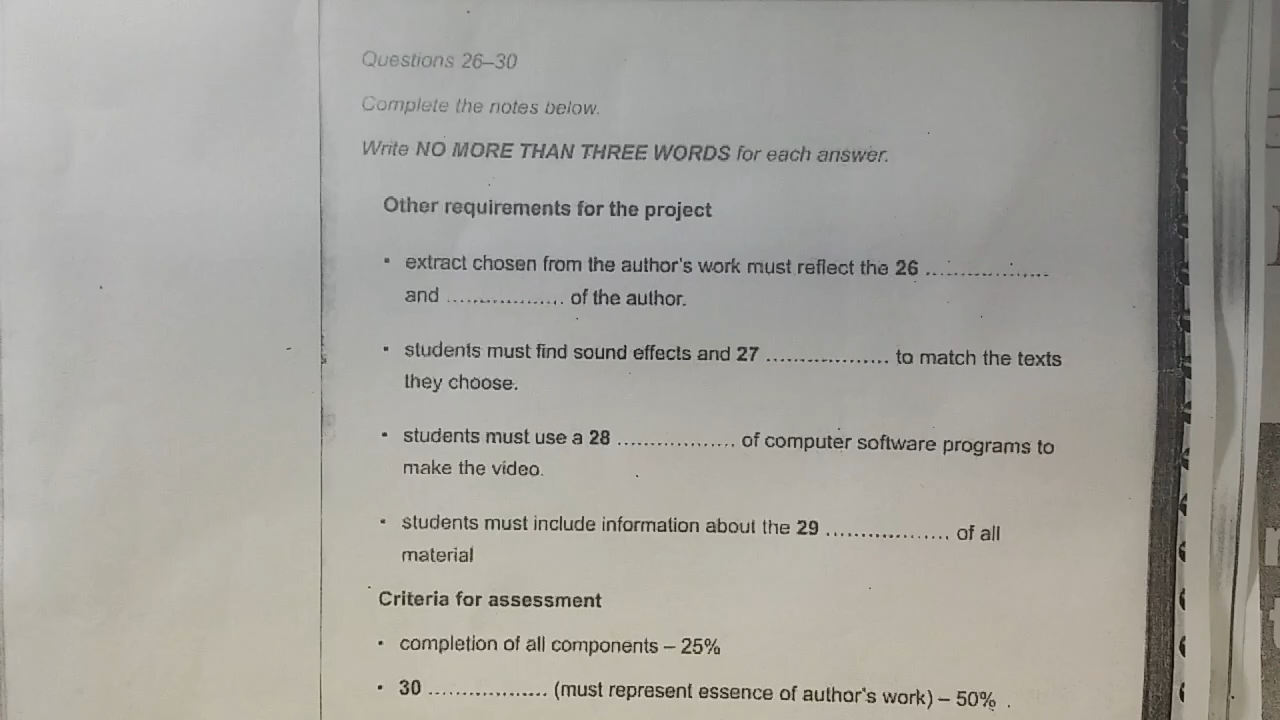 Questions 26–30
Complete the notes below.
Write NO MORE THAN THREE WORDS for each answer.
Other requirements for the project
• extract chosen from the author's work must reflect the 26 ..................
and .................. of the author.
• students must find sound effects and 27 .................. to match the texts
they choose.
• students must use a 28 .................. of computer software programs to
make the video.
• students must include information about the 29 .................. of all
material
Criteria for assessment
• completion of all components – 25%
• 30 .................. (must represent essence of author's work) – 50%